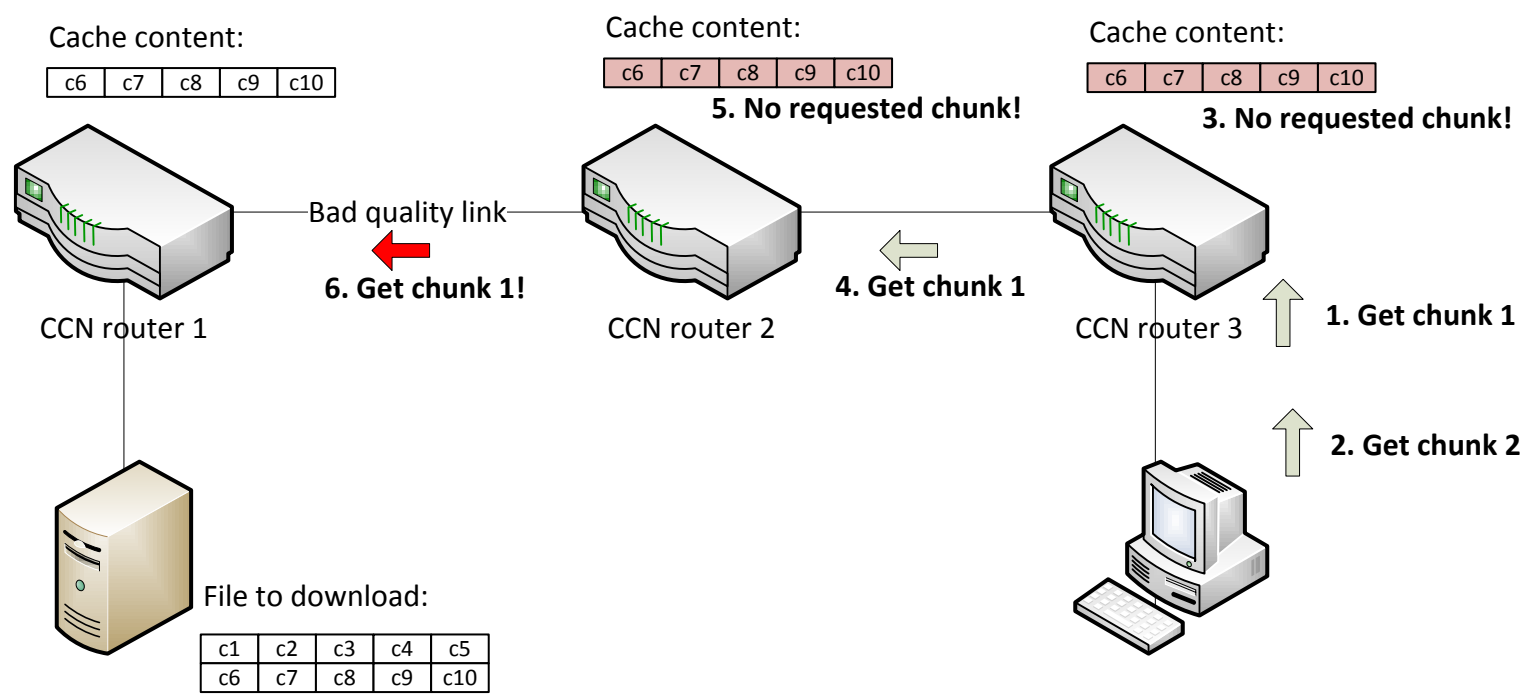 Cache content:
c6 c7 c8 c9 c10
Cache content:
c6 c7 c8 c9 c10
5. No requested chunk!
Cache content:
c6 c7 c8 c9 c10
3. No requested chunk!
Bad quality link
6. Get chunk 1!
4. Get chunk 1
1. Get chunk 1
CCN router 1
CCN router 2
CCN router 3
2. Get chunk 2
File to download:
c1 c2 c3 c4 c5
c6 c7 c8 c9 c10